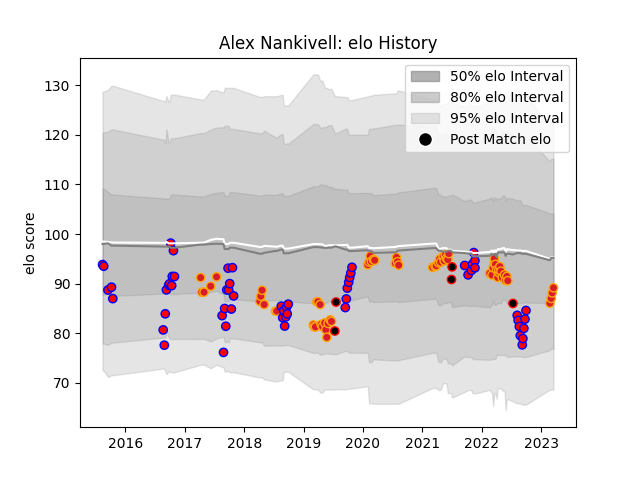 Alex Nankivell: elo History
50% elo Interval
80% elo Interval
95% elo Interval
Post Match elo
elo score
130
120
110
100
90
80
70
2016 2017 2018 2019 2020 2021 2022 2023